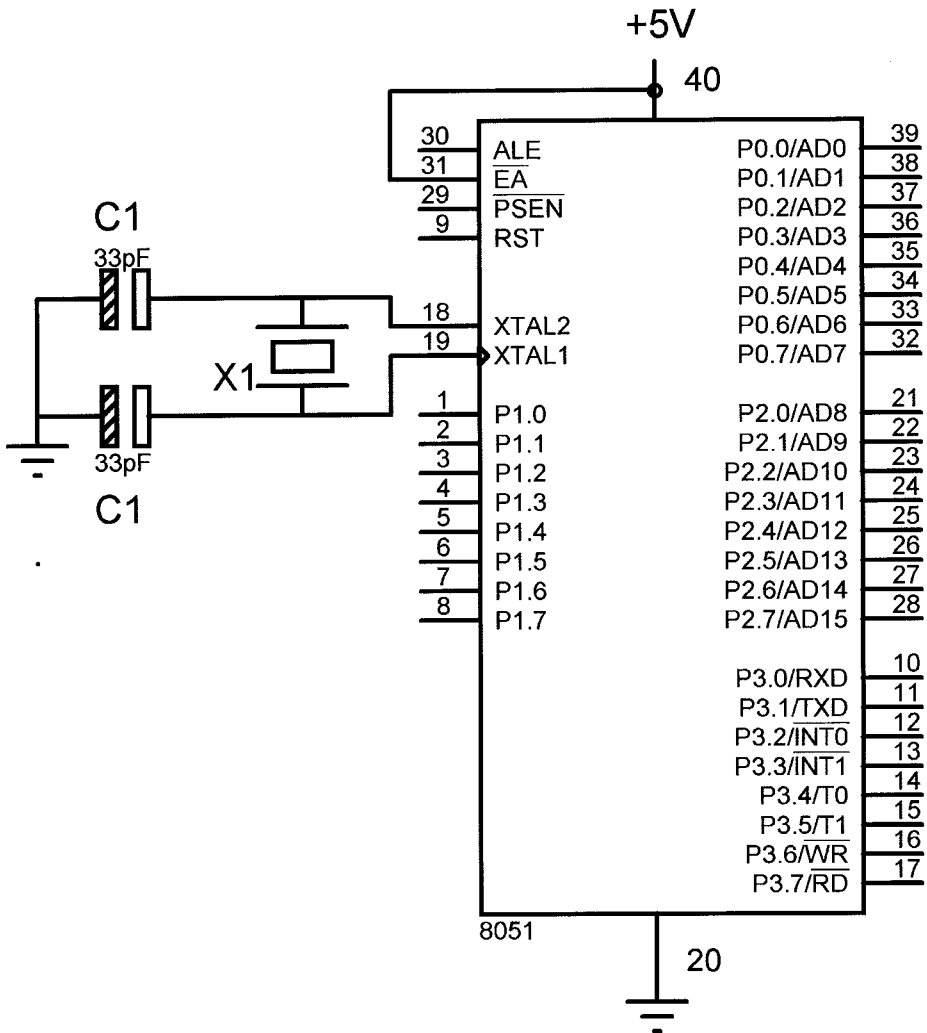 +5V
40
30 ALE
31 EA
29 PSEN
9 RST
C1
33pF
18 XTAL2
19 XTAL1
X1
33pF
C1
1 P1.0
2 P1.1
3 P1.2
4 P1.3
5 P1.4
6 P1.5
7 P1.6
8 P1.7
P0.0/AD0 39
P0.1/AD1 38
P0.2/AD2 37
P0.3/AD3 36
P0.4/AD4 35
P0.5/AD5 34
P0.6/AD6 33
P0.7/AD7 32
P2.0/AD8 21
P2.1/AD9 22
P2.2/AD10 23
P2.3/AD11 24
P2.4/AD12 25
P2.5/AD13 26
P2.6/AD14 27
P2.7/AD15 28
P3.0/RXD 10
P3.1/TXD 11
P3.2/INT0 12
P3.3/INT1 13
P3.4/T0 14
P3.5/T1 15
P3.6/WR 16
P3.7/RD 17
8051
20